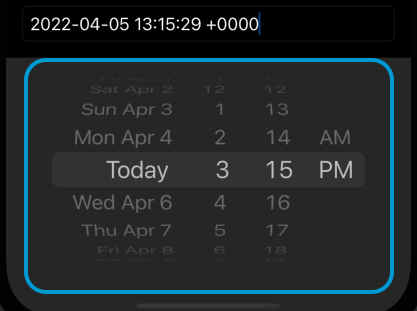 2022-04-05 13:15:29 +0000
Sat Apr 2 12 12
Sun Apr 3 1 13
Mon Apr 4 2 14 AM
Today 3 15 PM
Wed Apr 6 4 16
Thu Apr 7 5 17
Fri Apr 8 6 18